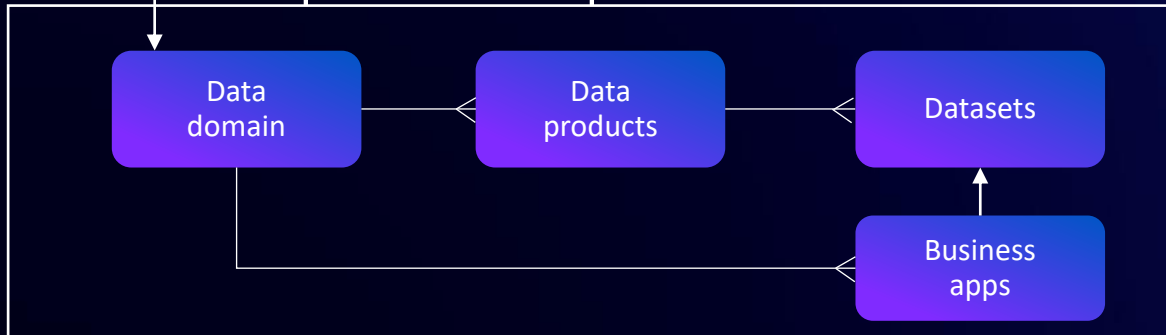 Data
domain
Data
products
Datasets
Business
apps